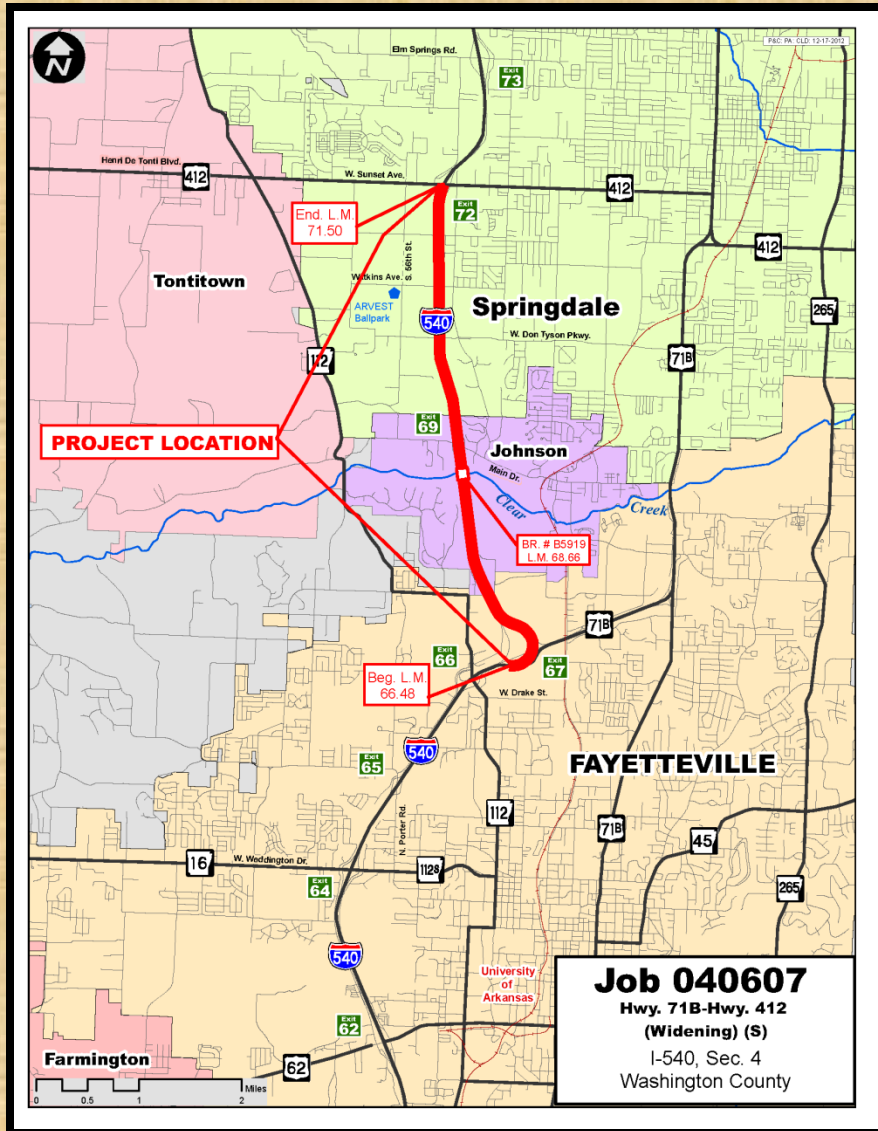 P&C: PA: CLD: 12-17-2012
N
Elm Springs Rd.
Exit
73
Henri De Tonti Blvd.
412
W. Sunset Ave.
412
End. L.M.
71.50
Exit
72
412
Tontitown
S. 56th St.
Watkins Ave.
ARVEST
Ballpark
Springdale
540
265
W. Don Tyson Pkwy.
112
71B
Exit
69
PROJECT LOCATION
Johnson
Main Dr.
Clear
Creek
BR. # B5919
L.M. 68.66
71B
Exit
66
Exit
67
Beg. L.M.
66.48
W. Drake St.
540
Exit
65
FAYETTEVILLE
N. Porter Rd.
112
71B
45
16
W. Weddington Dr.
112S
Exit
64
265
540
University
of
Arkansas
Exit
62
Farmington
62
0 0.5 1 2
Miles
Job 040607
Hwy. 71B-Hwy. 412
(Widening) (S)
I-540, Sec. 4
Washington County